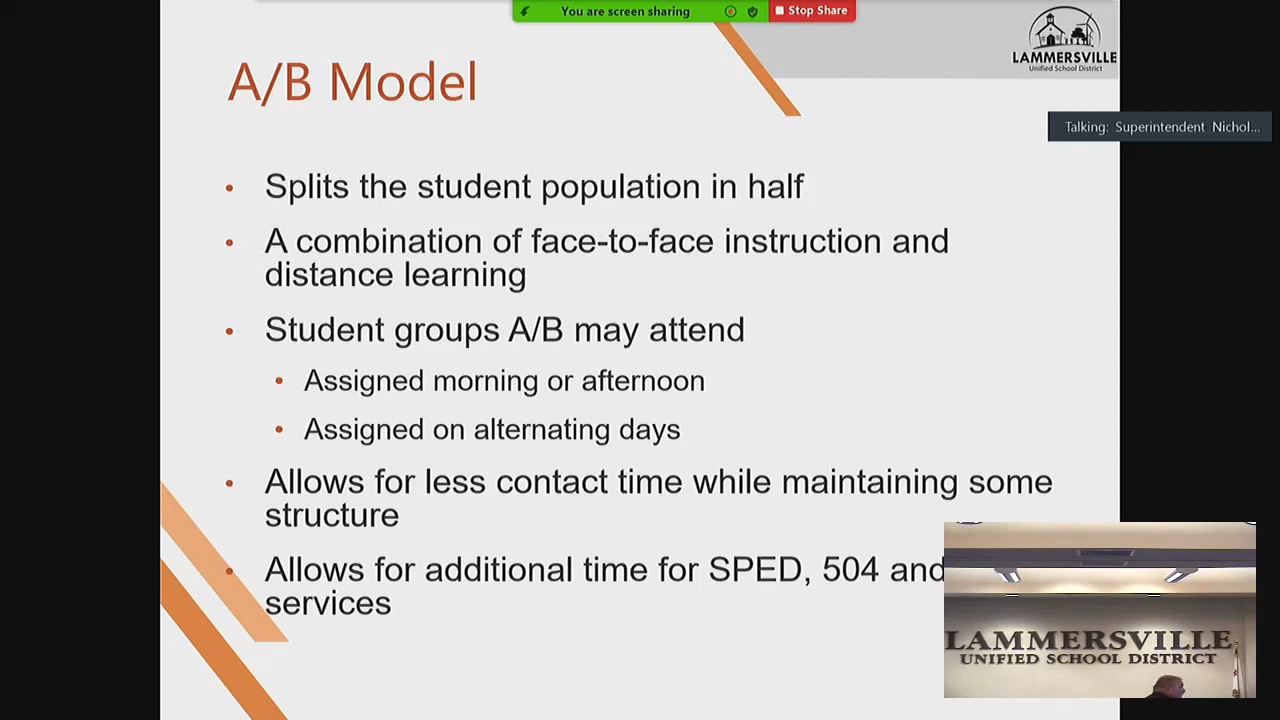 You are screen sharing
Stop Share
LAMMERSVILLE
Unified School District
A/B Model
Talking: Superintendent Nichol...
• Splits the student population in half
• A combination of face-to-face instruction and
distance learning
• Student groups A/B may attend
• Assigned morning or afternoon
• Assigned on alternating days
• Allows for less contact time while maintaining some
structure
• Allows for additional time for SPED, 504 and
services
LAMMERSVILLE
UNIFIED SCHOOL DISTRICT